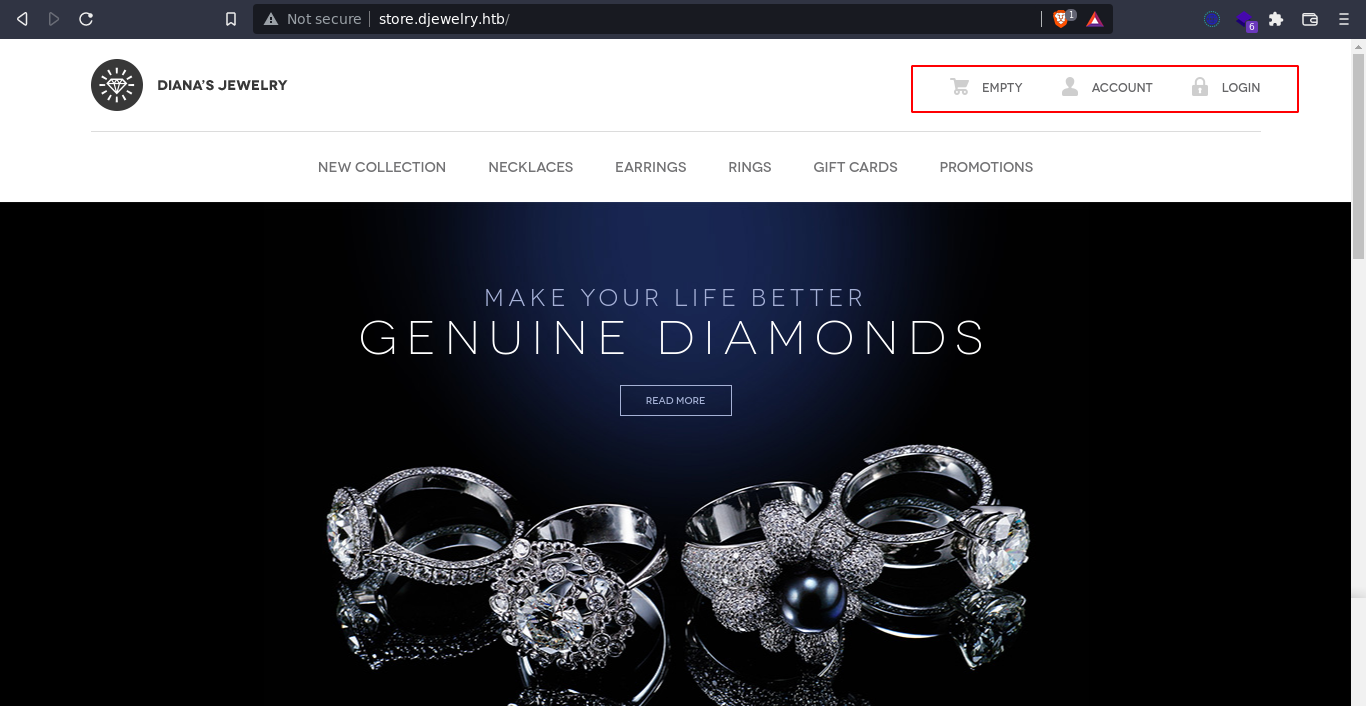 Not secure store.djewelry.htb/ 1 6
DIANA'S JEWELRY EMPTY ACCOUNT LOGIN
NEW COLLECTION NECKLACES EARRINGS RINGS GIFT CARDS PROMOTIONS
MAKE YOUR LIFE BETTER
GENUINE DIAMONDS
READ MORE